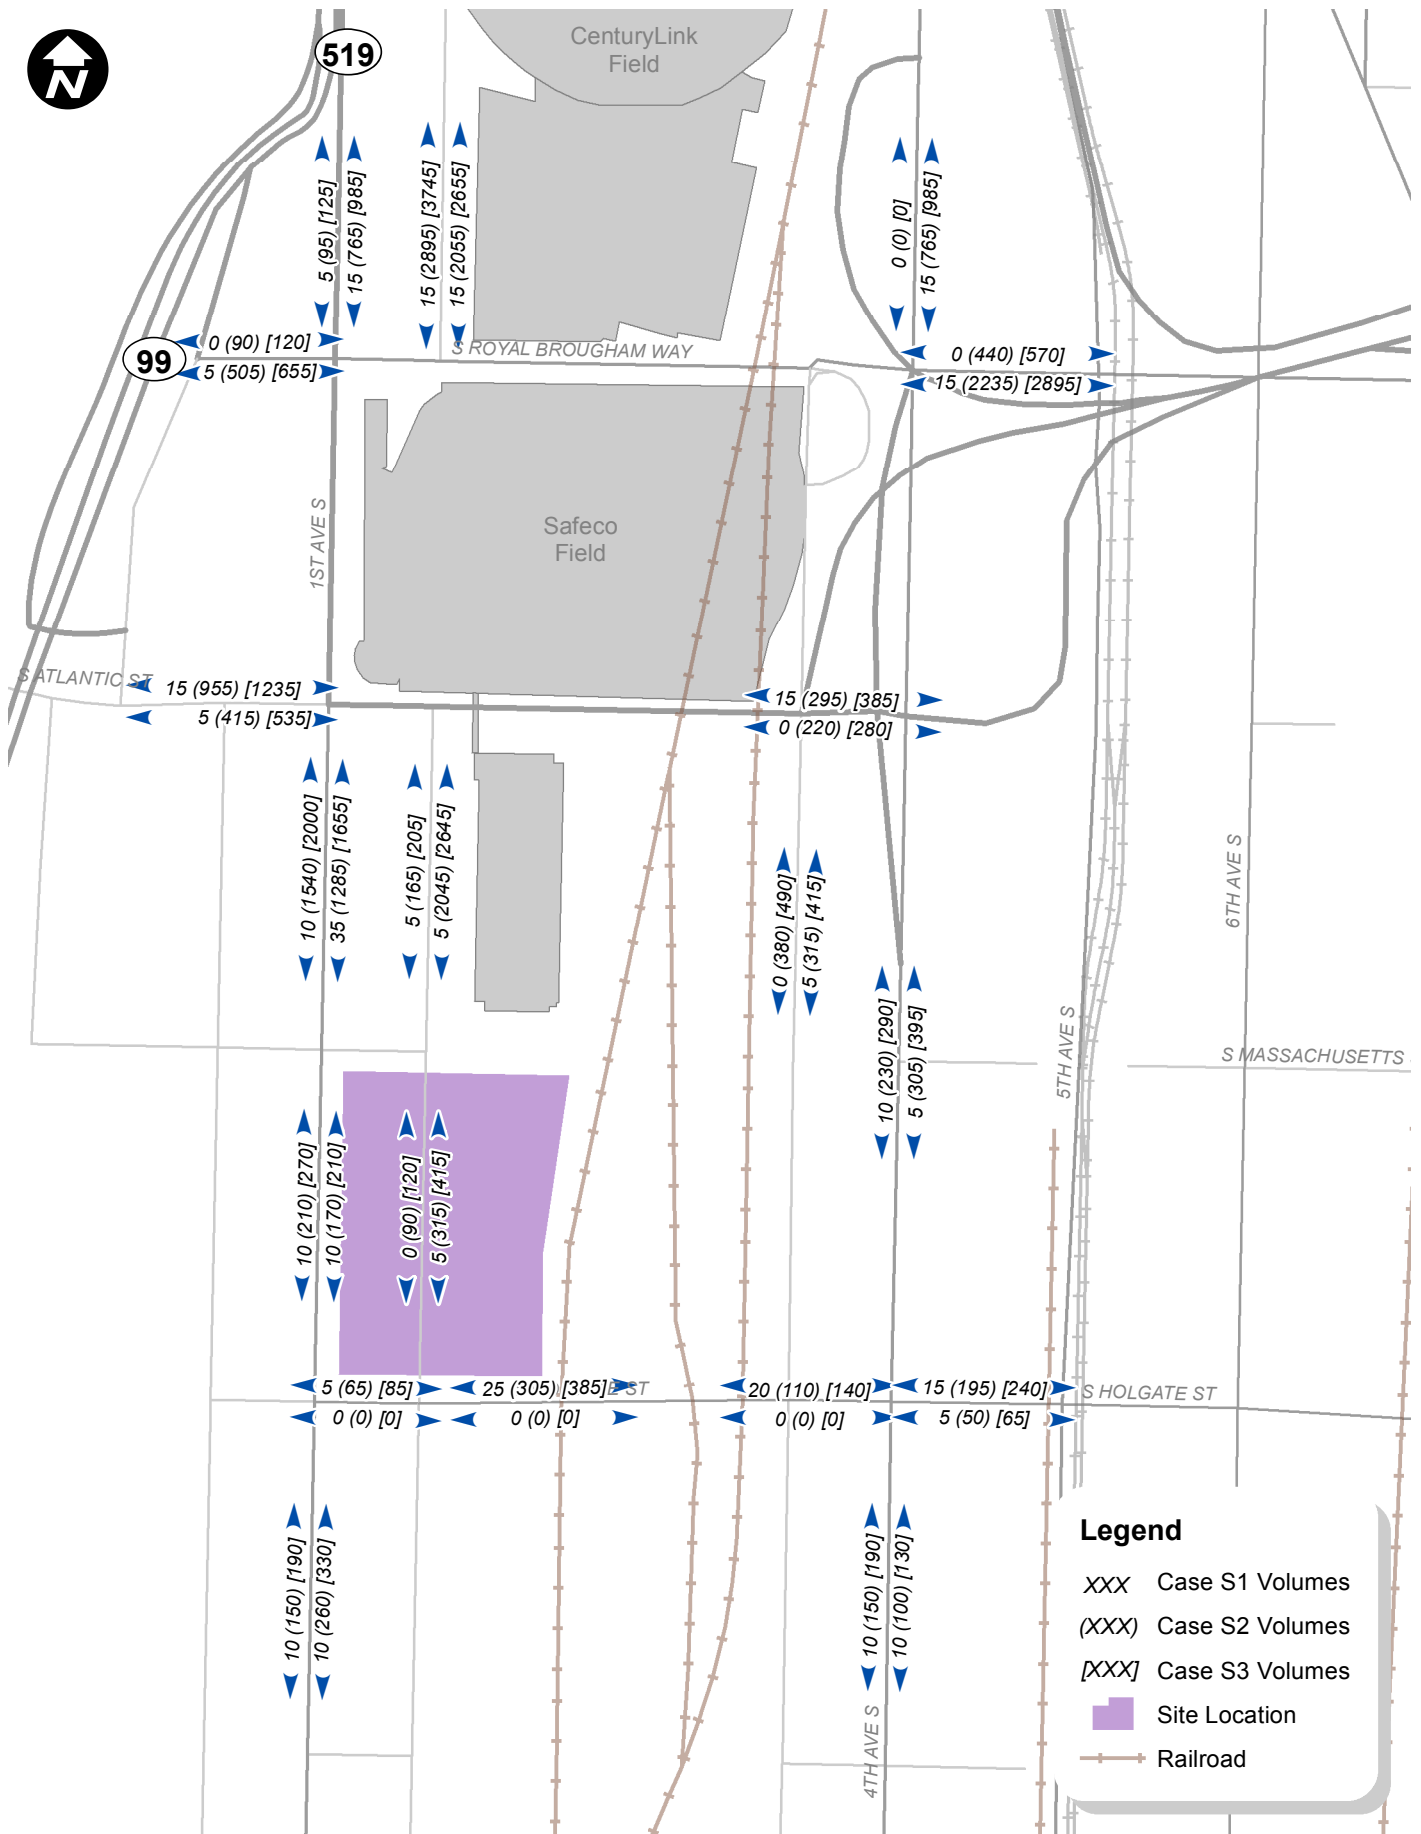 N
519
CenturyLink
Field
5 (95) [125]
15 (765) [985]
15 (2895) [3745]
15 (2055) [2655]
0 (0) [0]
15 (765) [985]
99
0 (90) [120]
5 (505) [655]
S ROYAL BROUGHAM WAY
0 (440) [570]
15 (2235) [2895]
1ST AVE S
Safeco
Field
S ATLANTIC ST
15 (955) [1235]
5 (415) [535]
15 (295) [385]
0 (220) [280]
10 (1540) [2000]
35 (1285) [1655]
5 (165) [205]
5 (2045) [2645]
0 (380) [490]
5 (315) [415]
6TH AVE S
10 (230) [290]
5 (305) [395]
5TH AVE S
S MASSACHUSETTS
10 (210) [270]
10 (170) [210]
0 (90) [120]
5 (315) [415]
5 (65) [85]
0 (0) [0]
25 (305) [385]
E ST
0 (0) [0]
20 (110) [140]
0 (0) [0]
15 (195) [240]
5 (50) [65]
S HOLGATE ST
10 (150) [190]
10 (260) [330]
10 (150) [190]
10 (100) [130]
4TH AVE S
Legend
XXX Case S1 Volumes
(XXX) Case S2 Volumes
[XXX] Case S3 Volumes
Site Location
Railroad